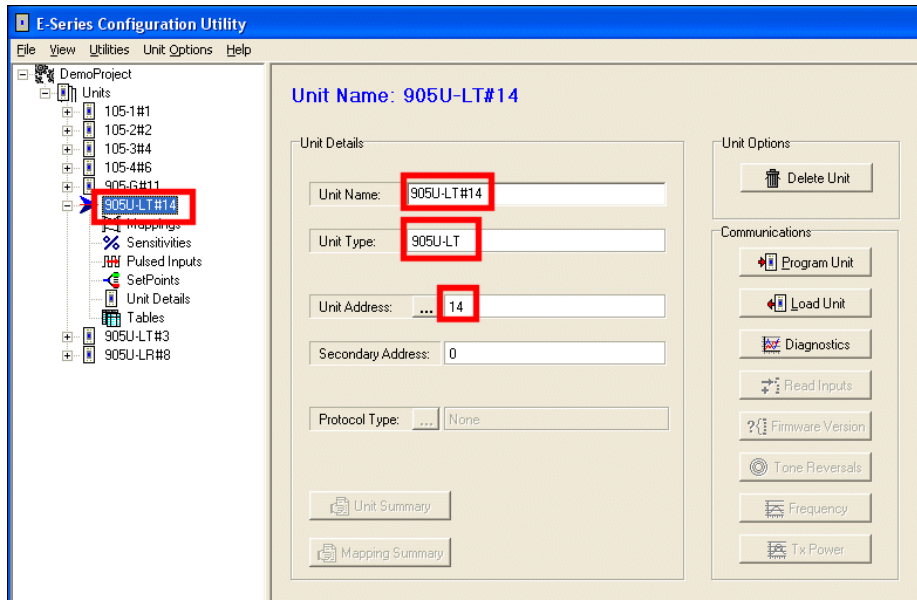 E-Series Configuration Utility
File View Utilities Unit Options Help
DemoProject
Units
105-1#1
105-2#2
105-3#4
105-4#6
905-G#11
905U-LT#14
Mappings
Sensitivities
Pulsed Inputs
SetPoints
Unit Details
Tables
905U-LT#3
905U-LR#8
Unit Name: 905U-LT#14
Unit Details
Unit Name: 905U-LT#14
Unit Type: 905U-LT
Unit Address: ... 14
Secondary Address: 0
Protocol Type: ... None
Unit Summary
Mapping Summary
Unit Options
Delete Unit
Communications
Program Unit
Load Unit
Diagnostics
Read Inputs
Firmware Version
Tone Reversals
Frequency
Tx Power